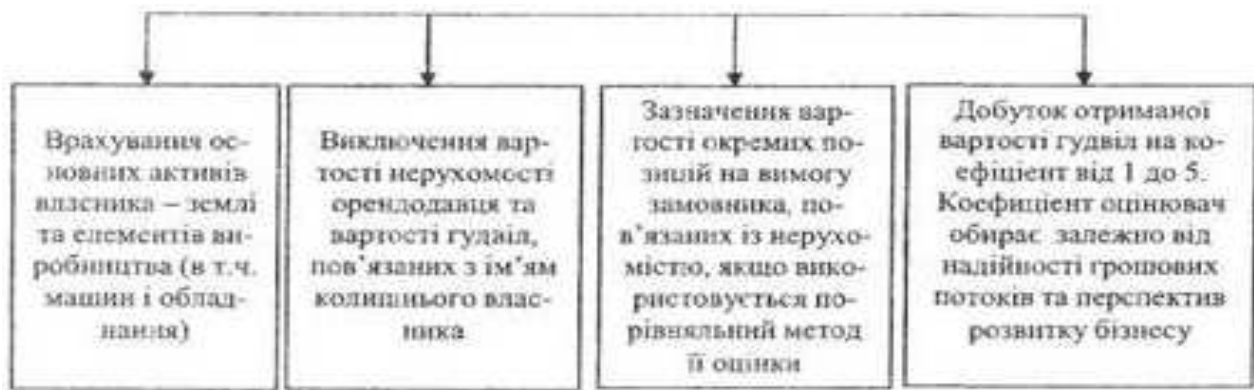 Врахування ос-
новних активів
власника – землі
та елементів ви-
робництва (в т.ч.
машин і облад-
нання)
Виключення вар-
тості нерухомості
орендодавця та
вартості гудвіл,
пов’язаних з ім’ям
колишнього влас-
ника
Зазначення вар-
тості окремих по-
зицій на вимогу
замовника, по-
в’язаних із нерухо-
містю, якщо вико-
ристовується по-
рівняльний метод
її оцінки
Добуток отриманої
вартості гудвіл на ко-
ефіцієнт від 1 до 5.
Коефіцієнт оцінювач
обирає залежно від
надійності грошових
потоків та перспектив
розвитку бізнесу